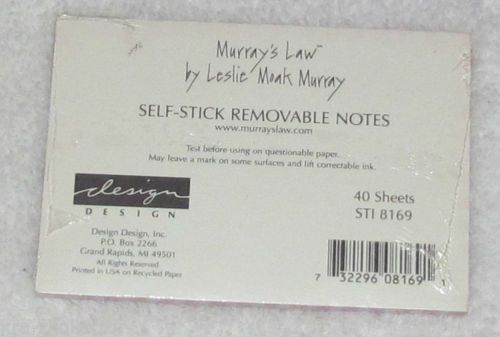 Murray's Law™
by Leslie Moak Murray
SELF-STICK REMOVABLE NOTES
www.murrayslaw.com
Test before using on questionable paper.
May leave a mark on some surfaces and lift correctable ink.
design
DESIGN
Design Design, Inc.
P.O. Box 2266
Grand Rapids, MI 49501
All Rights Reserved
Printed in USA on Recycled Paper
40 Sheets
STI 8169
7 32296 08169 1